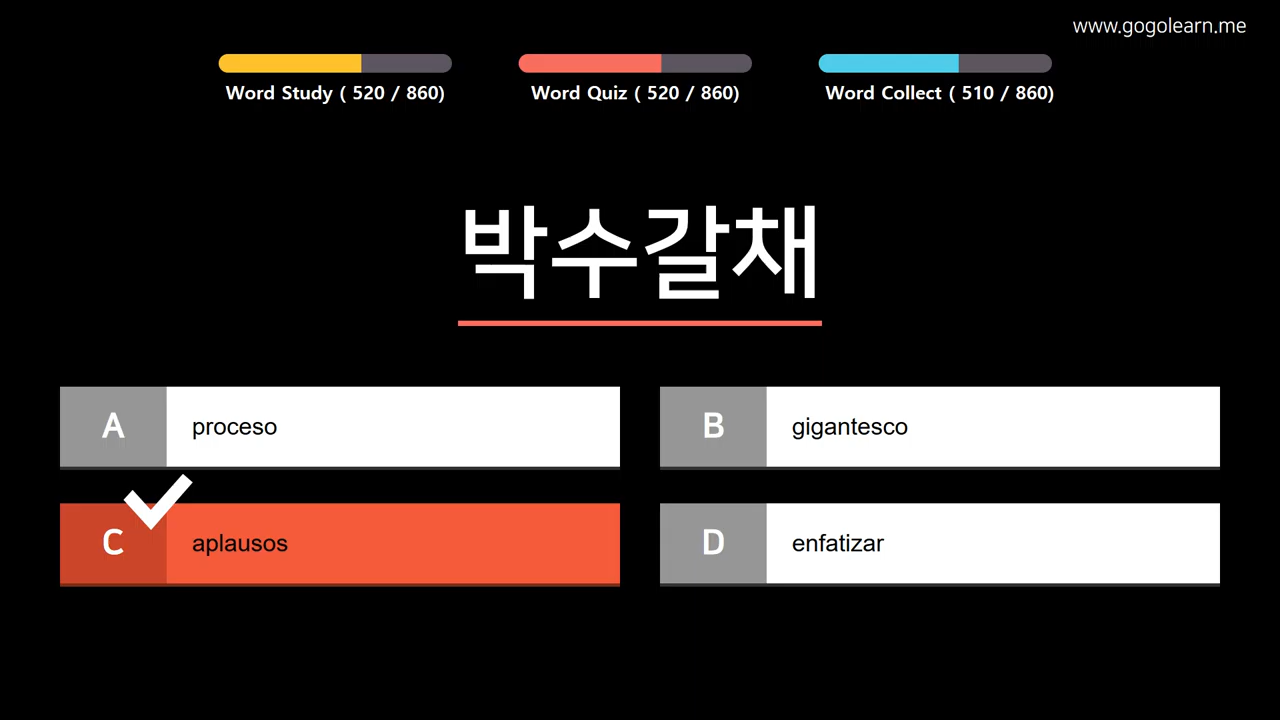 www.gogolearn.me
Word Study ( 520 / 860)
Word Quiz ( 520 / 860)
Word Collect ( 510 / 860)
박수갈채
A
proceso
B
gigantesco
C
aplausos
D
enfatizar